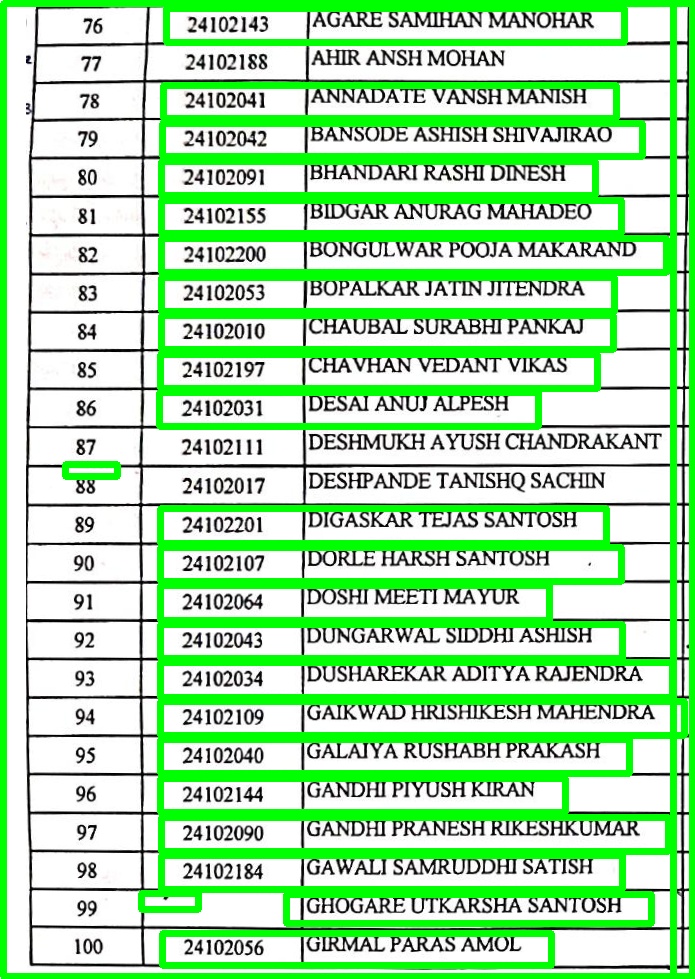 76 24102143 AGARE SAMIHAN MANOHAR
77 24102188 AHIR ANSH MOHAN
78 24102041 ANNADATE VANSH MANISH
79 24102042 BANSODE ASHISH SHIVAJIRAO
80 24102091 BHANDARI RASHI DINESH
81 24102155 BIDGAR ANURAG MAHADEO
82 24102200 BONGULWAR POOJA MAKARAND
83 24102053 BOPALKAR JATIN JITENDRA
84 24102010 CHAUBAL SURABHI PANKAJ
85 24102197 CHAVHAN VEDANT VIKAS
86 24102031 DESAI ANUJ ALPESH
87 24102111 DESHMUKH AYUSH CHANDRAKANT
88 24102017 DESHPANDE TANISHQ SACHIN
89 24102201 DIGASKAR TEJAS SANTOSH
90 24102107 DORLE HARSH SANTOSH
91 24102064 DOSHI MEETI MAYUR
92 24102043 DUNGARWAL SIDDHI ASHISH
93 24102034 DUSHAREKAR ADITYA RAJENDRA
94 24102109 GAIKWAD HRISHIKESH MAHENDRA
95 24102040 GALAIYA RUSHABH PRAKASH
96 24102144 GANDHI PIYUSH KIRAN
97 24102090 GANDHI PRANESH RIKESHKUMAR
98 24102184 GAWALI SAMRUDDHI SATISH
99 GHOGARE UTKARSHA SANTOSH
100 24102056 GIRMAL PARAS AMOL